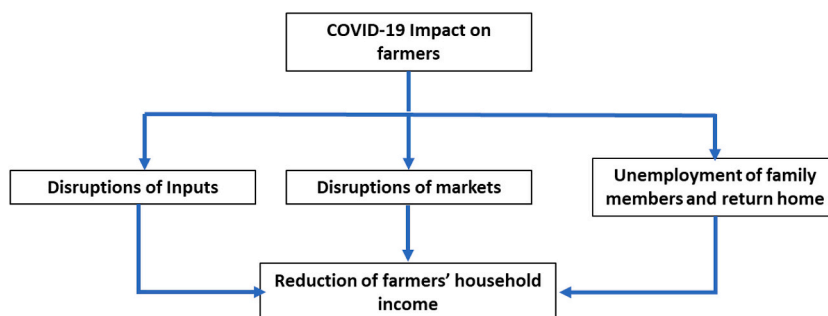 COVID-19 Impact on
farmers
Disruptions of Inputs
Disruptions of markets
Unemployment of family
members and return home
Reduction of farmers’ household
income